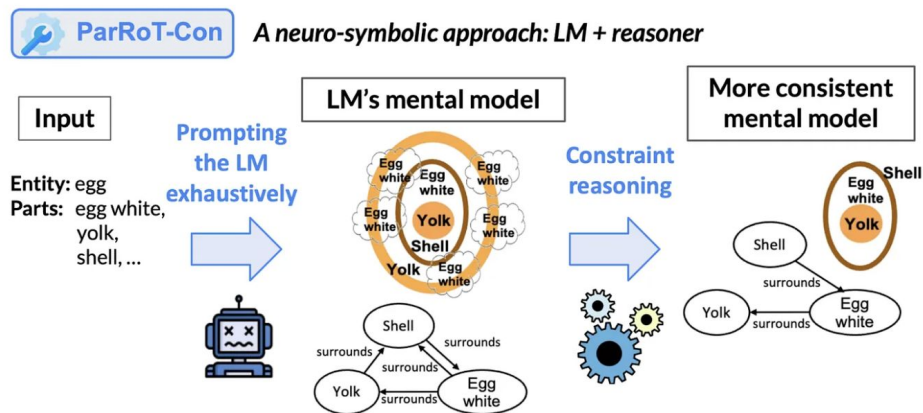 ParRoT-Con
A neuro-symbolic approach: LM + reasoner
Input
Entity: egg
Parts: egg white,
yolk,
shell, ...
Prompting
the LM
exhaustively
LM's mental model
Egg
white
Egg
white
Egg
white
Egg
white
Egg
white
Yolk
Shell
Yolk
Egg
white
Shell
surrounds
surrounds
surrounds
Yolk
Egg
white
surrounds
Constraint
reasoning
More consistent
mental model
Shell
Egg
white
Yolk
Shell
surrounds
Yolk
Egg
white
surrounds